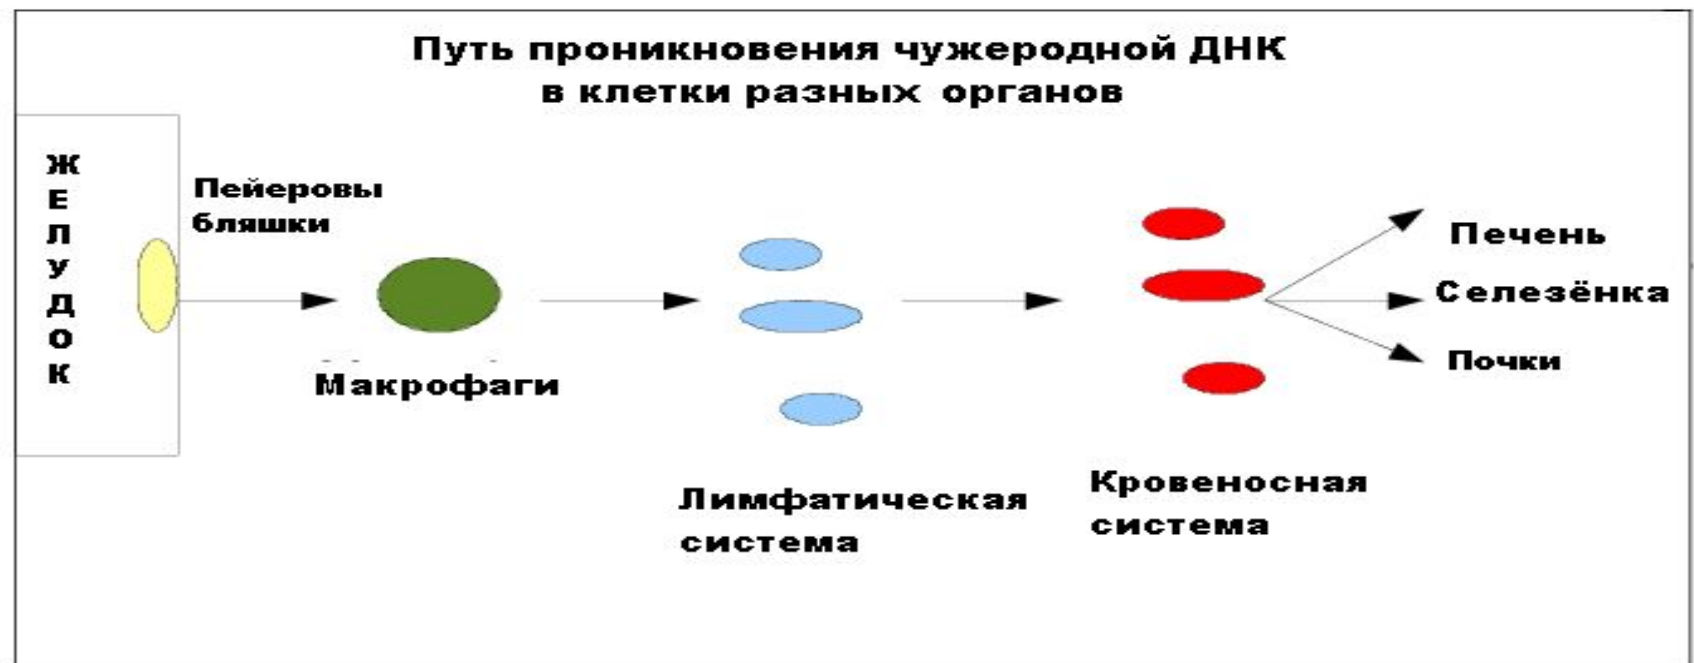 Путь проникновения чужеродной ДНК
в клетки разных органов
Ж
Е
Л
У
Д
О
К
Пейеровы
бляшки
Макрофаги
Лимфатическая
система
Кровеносная
система
Печень
Селезёнка
Почки